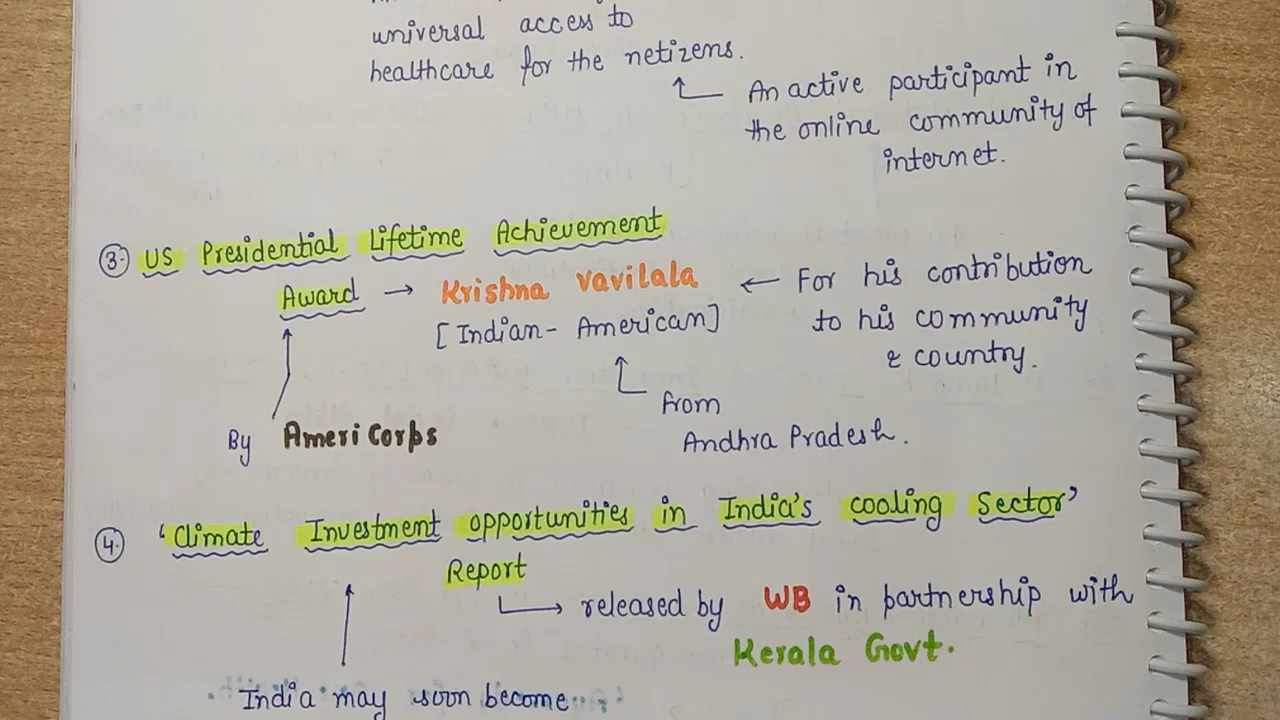 universal access to
healthcare for the netizens.
An active participant in
the online community of
internet.
3. US Presidential Lifetime Achievement
Award → Krishna Vavilala ← For his contribution
[Indian-American] to his community
& country.
from
Andhra Pradesh.
By AmeriCorps
4. 'Climate Investment opportunities in India's cooling Sector'
Report
released by WB in partnership with
Kerala Govt.
India may soon become